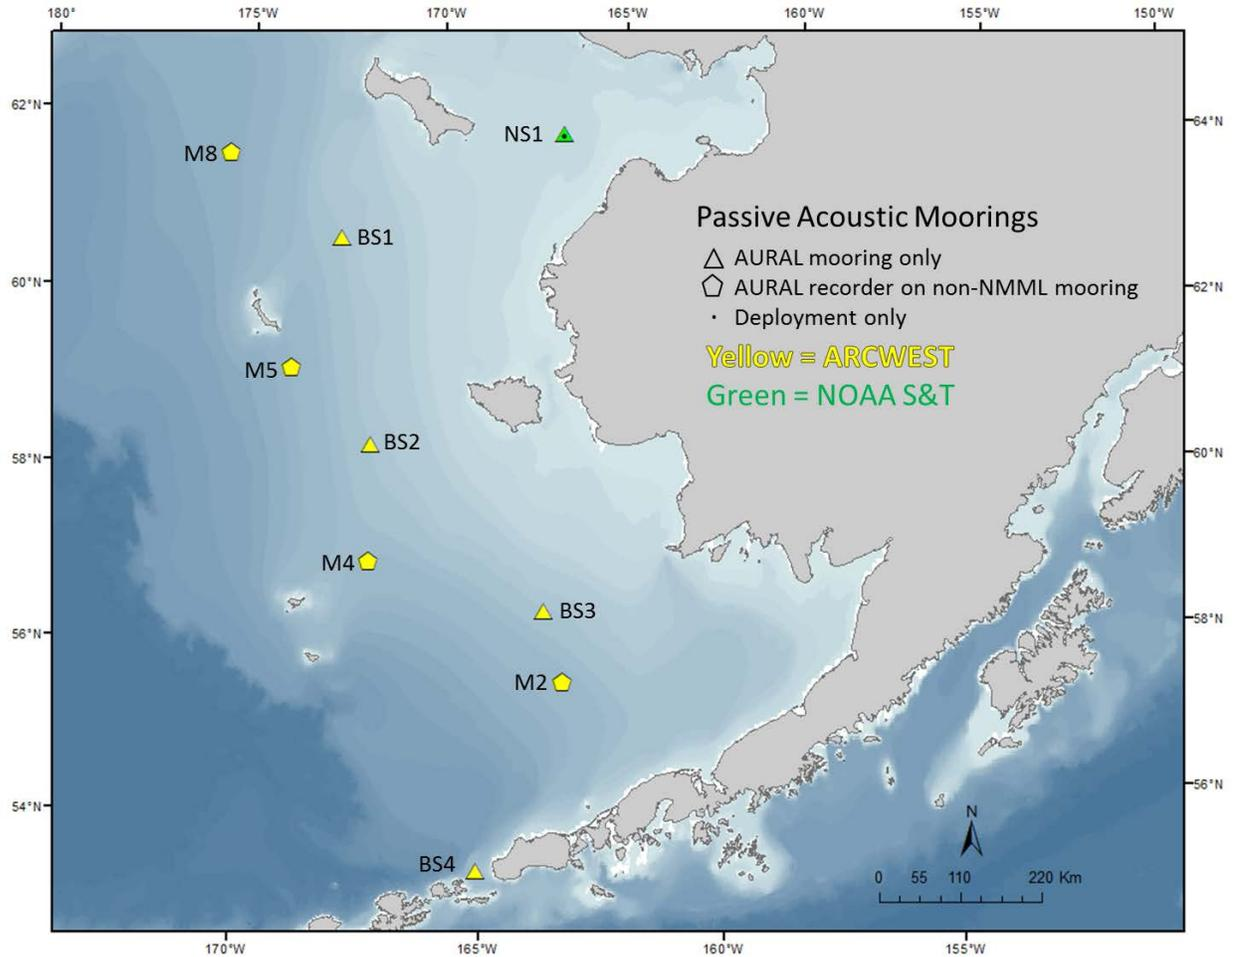 180° 175°W 170°W 165°W 160°W 155°W 150°W
62°N
64°N
NS1
M8
Passive Acoustic Moorings
BS1
AURAL mooring only
60°N
62°N
AURAL recorder on non-NMML mooring
Deployment only
Yellow = ARCWEST
M5
Green = NOAA S&T
BS2
58°N
60°N
M4
BS3
58°N
56°N
M2
56°N
54°N
N
BS4
0 55 110 220 Km
170°W 165°W 160°W 155°W